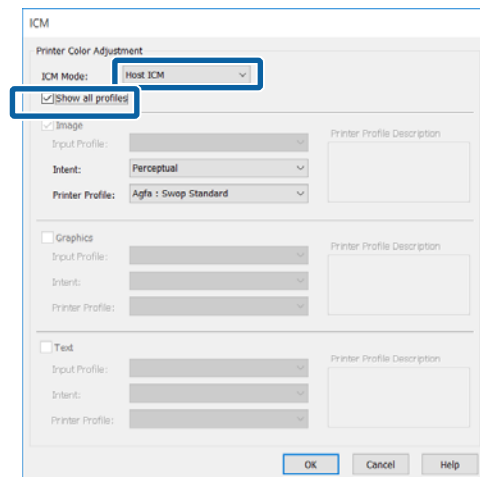 ICM
Printer Color Adjustment
ICM Mode: Host ICM
Show all profiles
Image
Printer Profile Description
Input Profile:
Intent: Perceptual
Printer Profile: Agfa : Swop Standard
Graphics
Printer Profile Description
Input Profile:
Intent:
Printer Profile:
Text
Printer Profile Description
Input Profile:
Intent:
Printer Profile:
OK Cancel Help